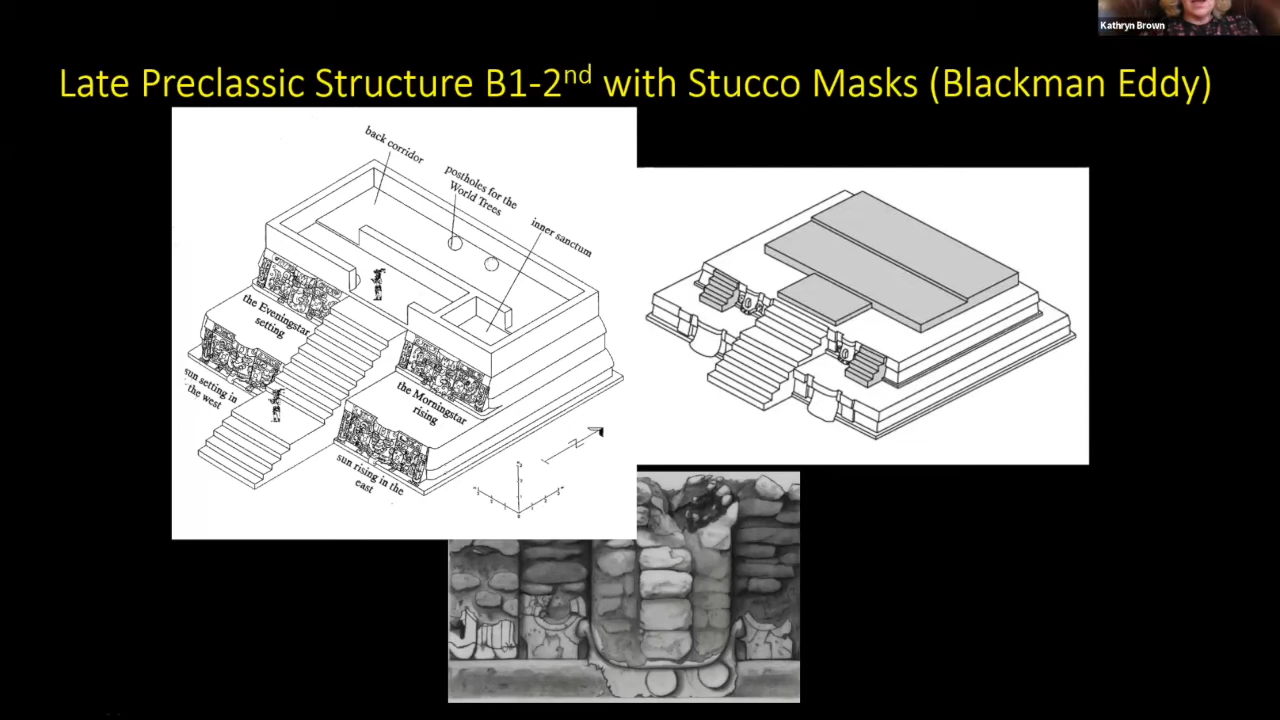 Kathryn Brown
Late Preclassic Structure B1-2nd with Stucco Masks (Blackman Eddy)
back corridor
postholes for the
World Trees
inner sanctum
the Eveningstar
setting
sun setting in
the west
the Morningstar
rising
sun rising in the
east